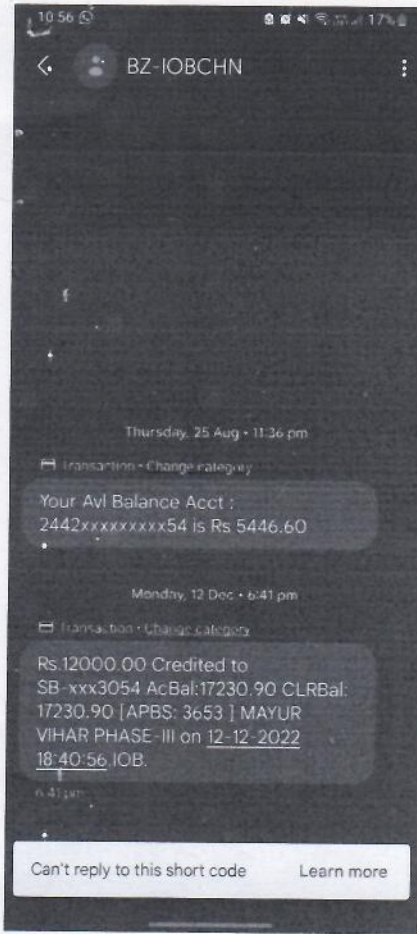 10:56
17%
BZ-IOBCHN
Thursday, 25 Aug • 11:36 pm
Transaction • Change category
Your Avl Balance Acct :
2442xxxxxxxxx54 is Rs 5446.60
Monday, 12 Dec • 6:41 pm
Transaction • Change category
Rs.12000.00 Credited to
SB-xxx3054 AcBal:17230.90 CLRBal:
17230.90 [APBS: 3653 ] MAYUR
VIHAR PHASE-III on 12-12-2022
18:40:56.IOB.
6:41 pm
Can't reply to this short code Learn more